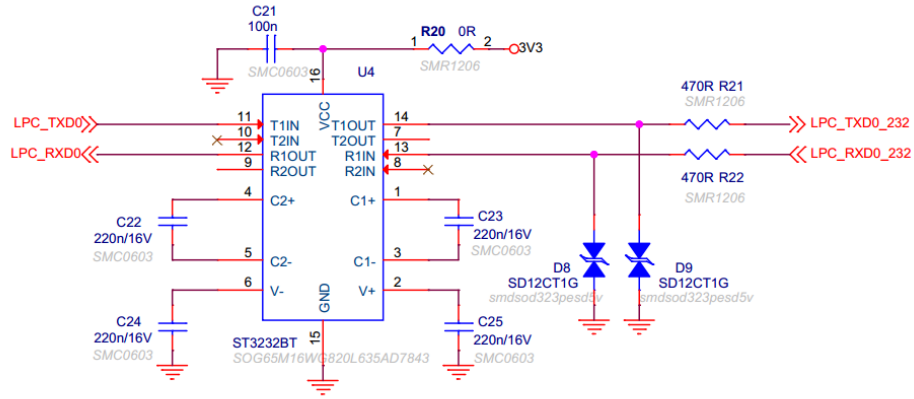 C21
100n
SMC0603
R20 0R
1 2
3V3
SMR1206
16
U4
VCC
470R R21
SMR1206
LPC_TXD0
11
T1IN
T1OUT
14
LPC_TXD0_232
10
T2IN
T2OUT
7
LPC_RXD0
12
R1OUT
R1IN
13
LPC_RXD0_232
9
R2OUT
R2IN
8
470R R22
SMR1206
4
C2+
C1+
1
C22
220n/16V
SMC0603
C23
220n/16V
SMC0603
5
C2-
C1-
3
D8
SD12CT1G
smdsod323pesd5v
D9
SD12CT1G
smdsod323pesd5v
6
V-
GND
V+
2
C24
220n/16V
SMC0603
15
C25
220n/16V
SMC0603
ST3232BT
SOG65M16WG820L635AD7843